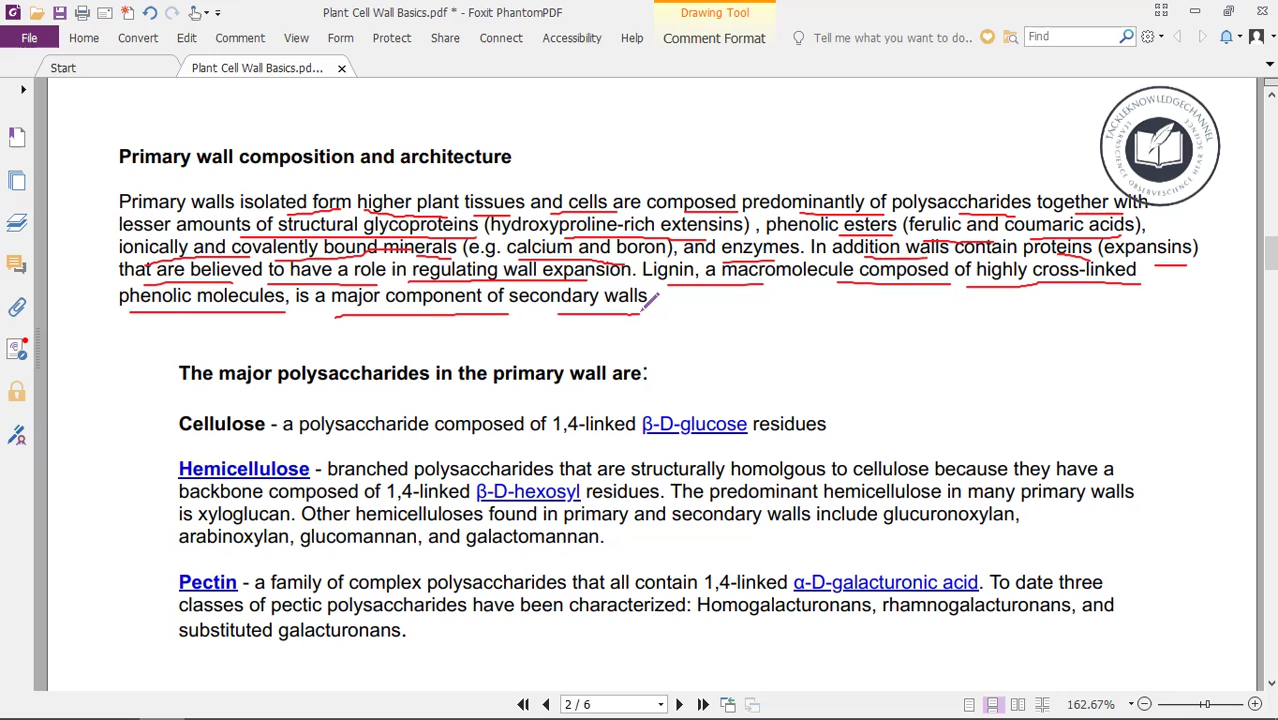 Plant Cell Wall Basics.pdf * - Foxit PhantomPDF
Drawing Tool
File Home Convert Edit Comment View Form Protect Share Connect Accessibility Help Comment Format Tell me what you want to do.. Find
Start Plant Cell Wall Basics.pd...
TACKLEKNOWLEDGECHANNEL
LEARNSCIENCE OBSERVESCIENCE HEARSCIENCE
Primary wall composition and architecture
Primary walls isolated form higher plant tissues and cells are composed predominantly of polysaccharides together with
lesser amounts of structural glycoproteins (hydroxyproline-rich extensins) , phenolic esters (ferulic and coumaric acids),
ionically and covalently bound minerals (e.g. calcium and boron), and enzymes. In addition walls contain proteins (expansins)
that are believed to have a role in regulating wall expansion. Lignin, a macromolecule composed of highly cross-linked
phenolic molecules, is a major component of secondary walls
The major polysaccharides in the primary wall are:
Cellulose - a polysaccharide composed of 1,4-linked β-D-glucose residues
Hemicellulose - branched polysaccharides that are structurally homolgous to cellulose because they have a
backbone composed of 1,4-linked β-D-hexosyl residues. The predominant hemicellulose in many primary walls
is xyloglucan. Other hemicelluloses found in primary and secondary walls include glucuronoxylan,
arabinoxylan, glucomannan, and galactomannan.
Pectin - a family of complex polysaccharides that all contain 1,4-linked α-D-galacturonic acid. To date three
classes of pectic polysaccharides have been characterized: Homogalacturonans, rhamnogalacturonans, and
substituted galacturonans.
2 / 6
162.67%